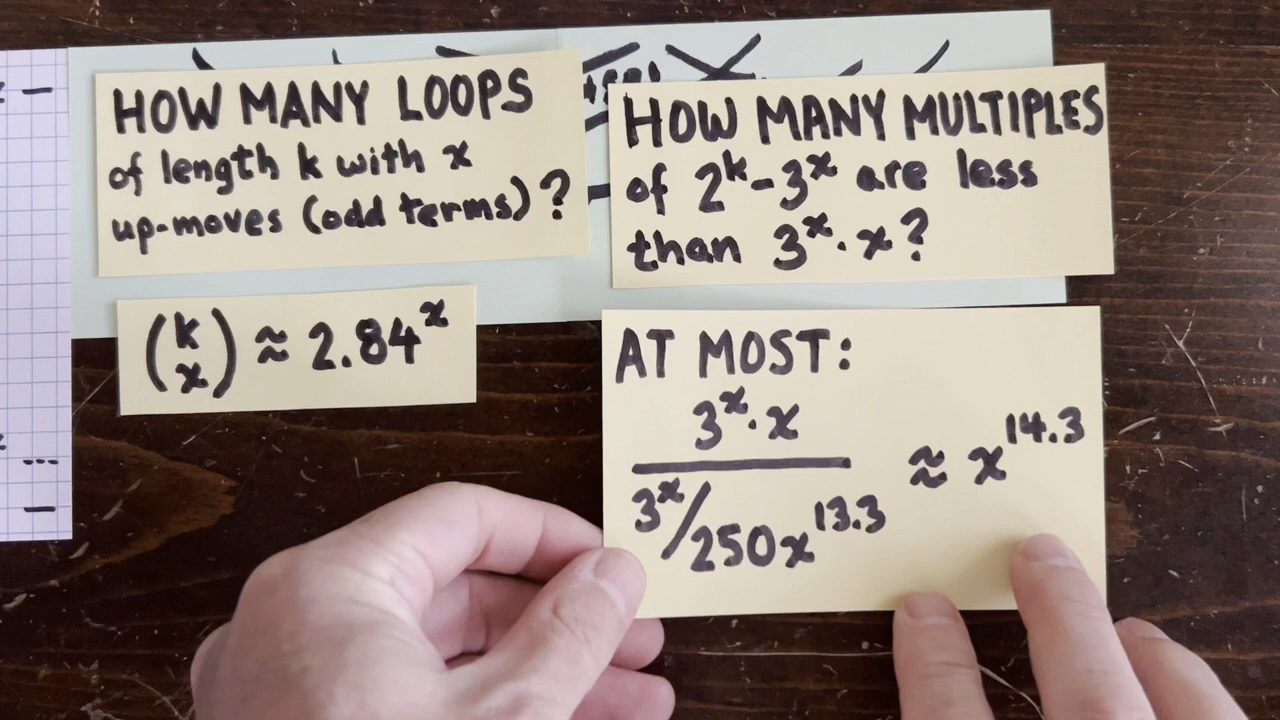 HOW MANY LOOPS
of length k with x
up-moves (odd terms)?
HOW MANY MULTIPLES
of 2^k - 3^x are less
than 3^x · x?
(k x) ≈ 2.84^x
AT MOST:
3^x · x
3^x/250x^13.3 ≈ x^14.3